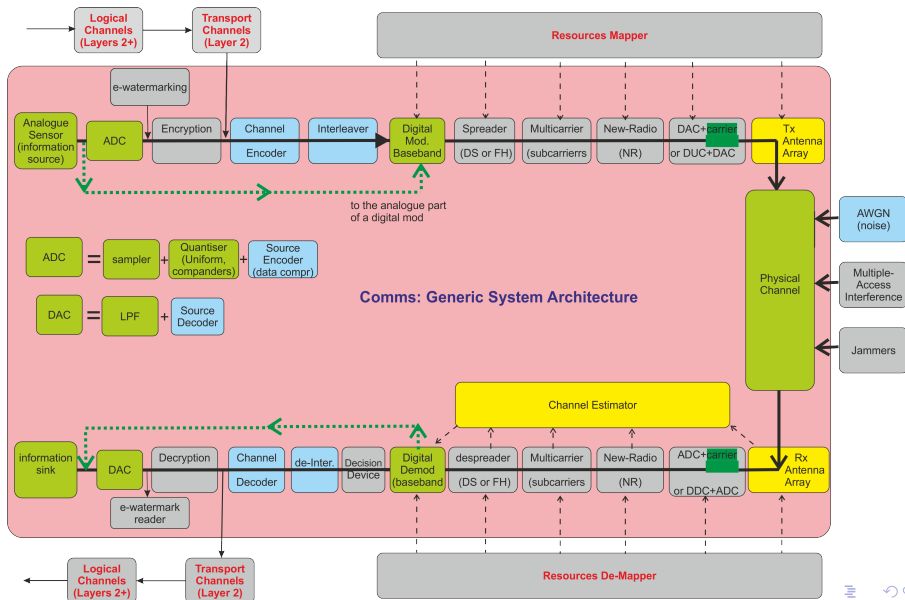 Logical
Channels
(Layers 2+)
Transport
Channels
(Layer 2)
Resources Mapper
e-watermarking
Analogue
Sensor
(information
source)
ADC
Encryption
Channel
Encoder
Interleaver
Digital
Mod.
Baseband
Spreader
(DS or FH)
Multicarrier
(subcarrierrs
New-Radio
(NR)
DAC+carrier
or DUC+DAC
Tx
Antenna
Array
to the analogue part
of a digital mod
ADC
=
sampler
+
Quantiser
(Uniform,
companders)
+
Source
Encoder
(data compr)
DAC
=
LPF
+
Source
Decoder
Comms: Generic System Architecture
Physical
Channel
AWGN
(noise)
Multiple-
Access
Interference
Jammers
Channel Estimator
information
sink
DAC
Decryption
Channel
Decoder
de-Inter.
Decision
Device
Digital
Demod
(baseband
despreader
(DS or FH)
Multicarrier
(subcarriers
New-Radio
(NR)
ADC+carrier
or DDC+ADC
Rx
Antenna
Array
e-watermark
reader
Logical
Channels
(Layers 2+)
Transport
Channels
(Layer 2)
Resources De-Mapper